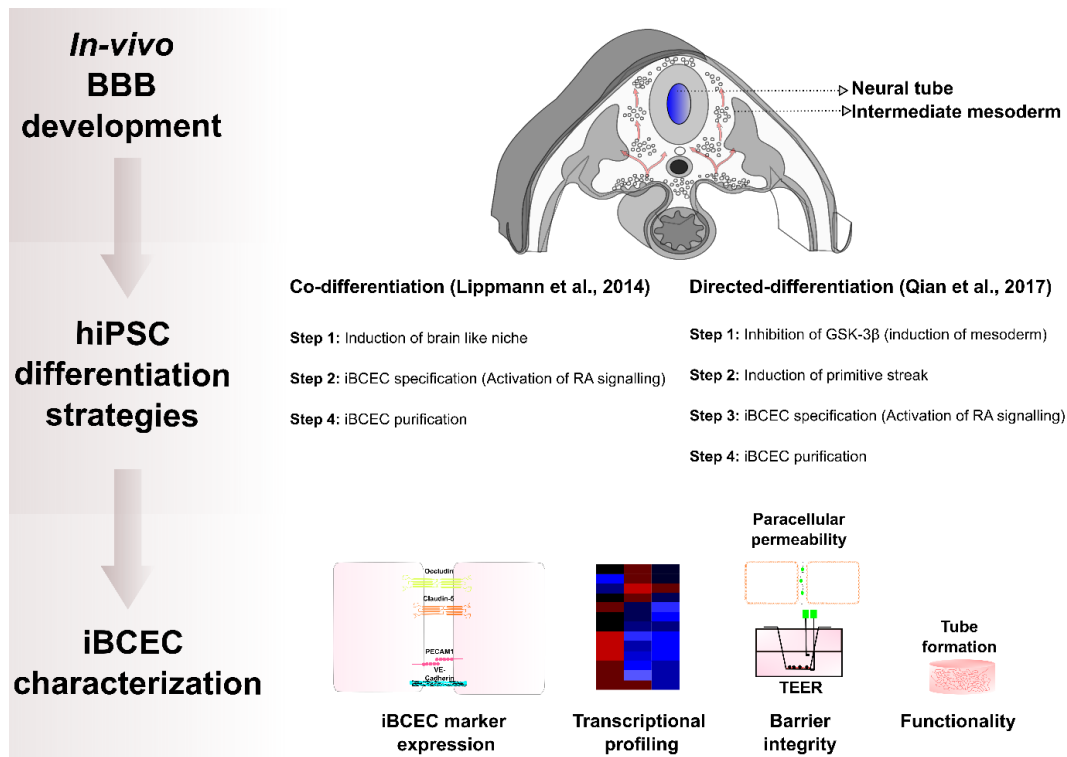 In-vivo
BBB
development
Neural tube
Intermediate mesoderm
hiPSC
differentiation
strategies
Co-differentiation (Lippmann et al., 2014)
Step 1: Induction of brain like niche
Step 2: iBCEC specification (Activation of RA signalling)
Step 4: iBCEC purification
Directed-differentiation (Qian et al., 2017)
Step 1: Inhibition of GSK-3β (induction of mesoderm)
Step 2: Induction of primitive streak
Step 3: iBCEC specification (Activation of RA signalling)
Step 4: iBCEC purification
iBCEC
characterization
Occludin
Claudin-5
PECAM1
VE-
Cadherin
iBCEC marker
expression
Transcriptional
profiling
Paracellular
permeability
TEER
Barrier
integrity
Tube
formation
Functionality